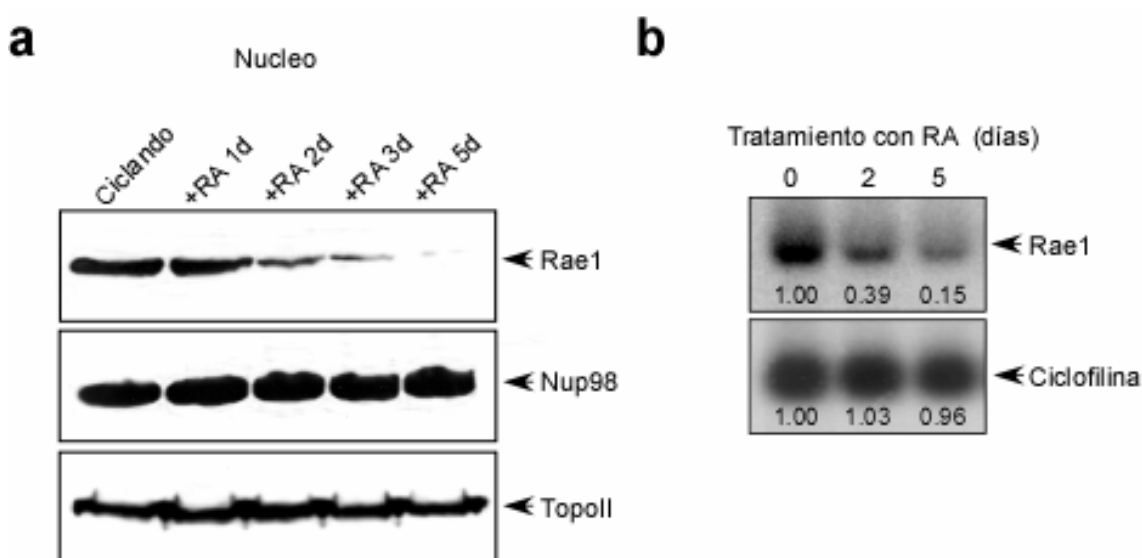 a
Nucleo
Ciclando
+RA 1d
+RA 2d
+RA 3d
+RA 5d
Rae1
Nup98
TopoII
b
Tratamiento con RA (días)
0 2 5
Rae1
1.00 0.39 0.15
Ciclofilina
1.00 1.03 0.96